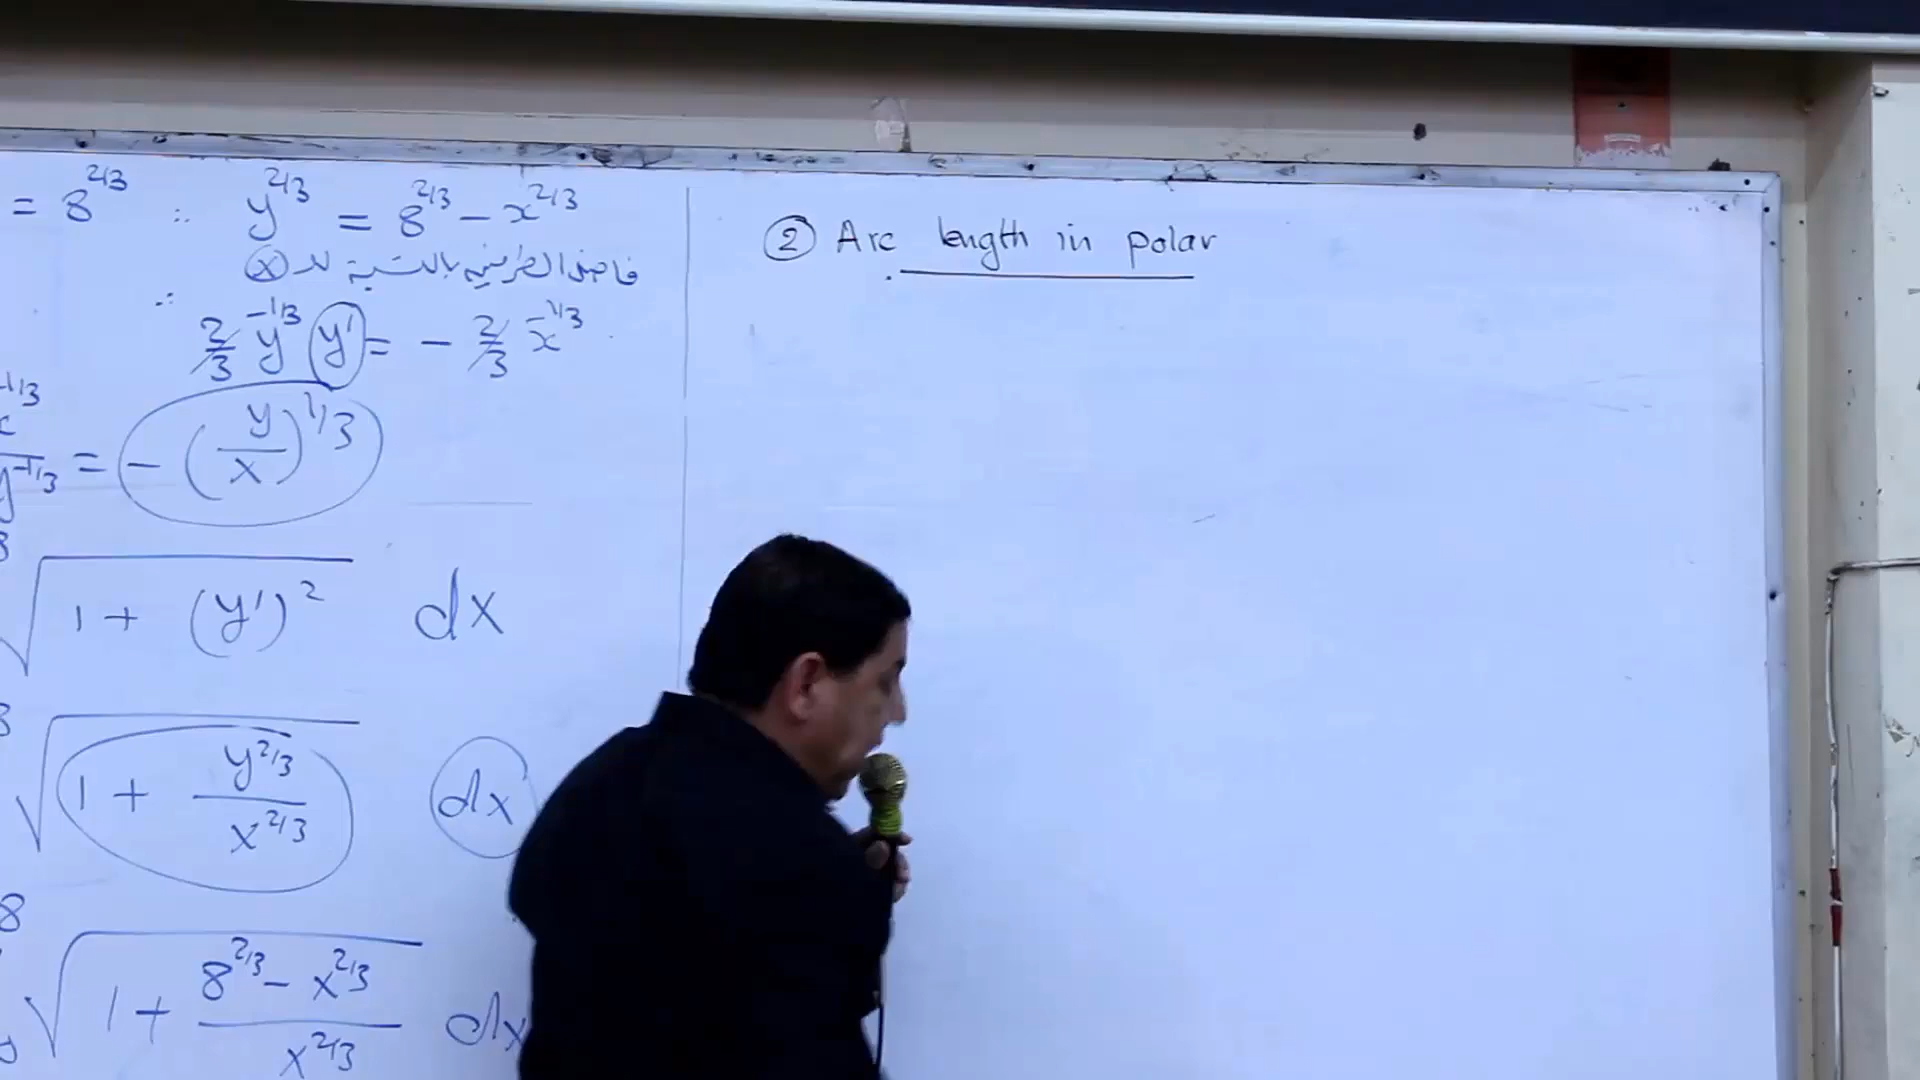 = 8^{2/3} ∴ y^{2/3} = 8^{2/3} - x^{2/3}
بالنسبة لـ (x)
∴ 2/3 y^{-1/3} y' = - 2/3 x^{-1/3}
= - (y/x)^{1/3}
√(1 + (y')^2) dx
√(1 + y^{2/3}/x^{2/3}) dx
8
√(1 + (8^{2/3} - x^{2/3})/x^{2/3}) dx
② Arc length in polar